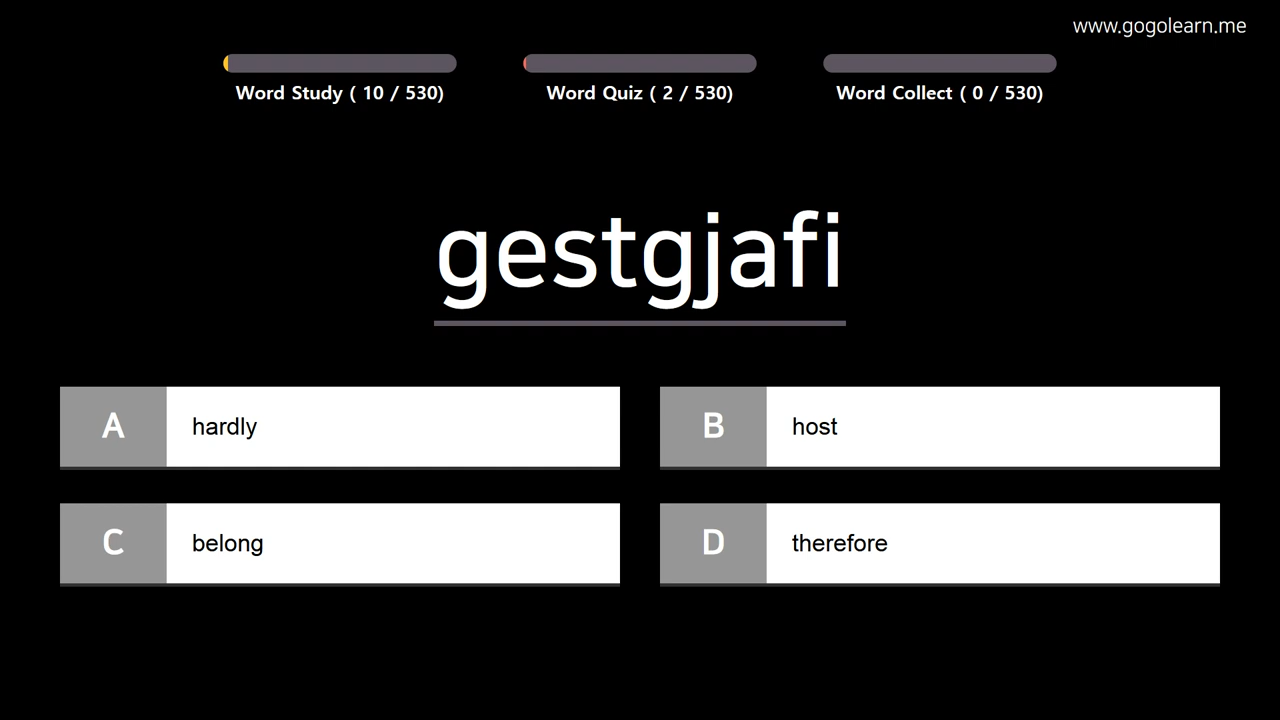 www.gogolearn.me
Word Study ( 10 / 530)
Word Quiz ( 2 / 530)
Word Collect ( 0 / 530)
gestgjafi
A hardly
B host
C belong
D therefore